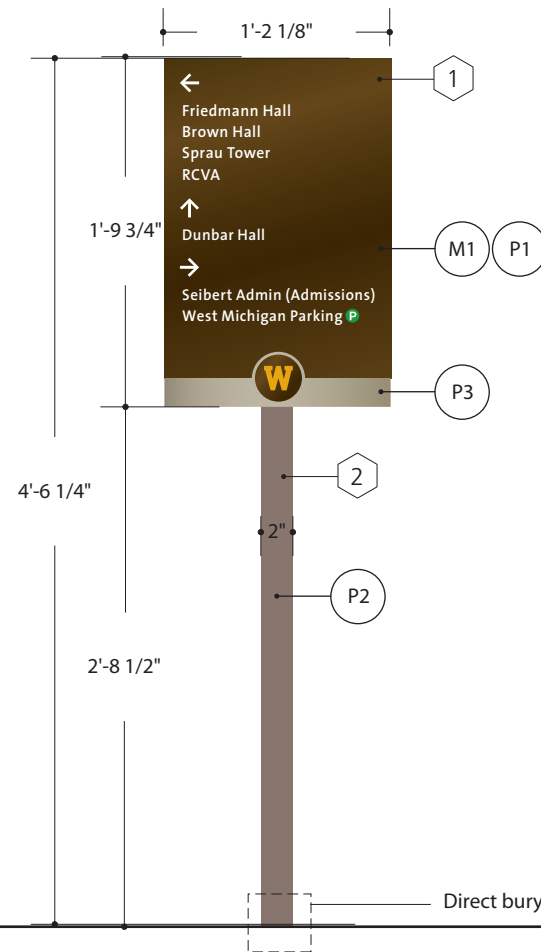 1'-2 1/8"
1
←
Friedmann Hall
Brown Hall
Sprau Tower
RCVA
↑
1'-9 3/4"
Dunbar Hall
M1 P1
→
Seibert Admin (Admissions)
West Michigan Parking P
W
P3
4'-6 1/4"
2
2"
P2
2'-8 1/2"
Direct bury